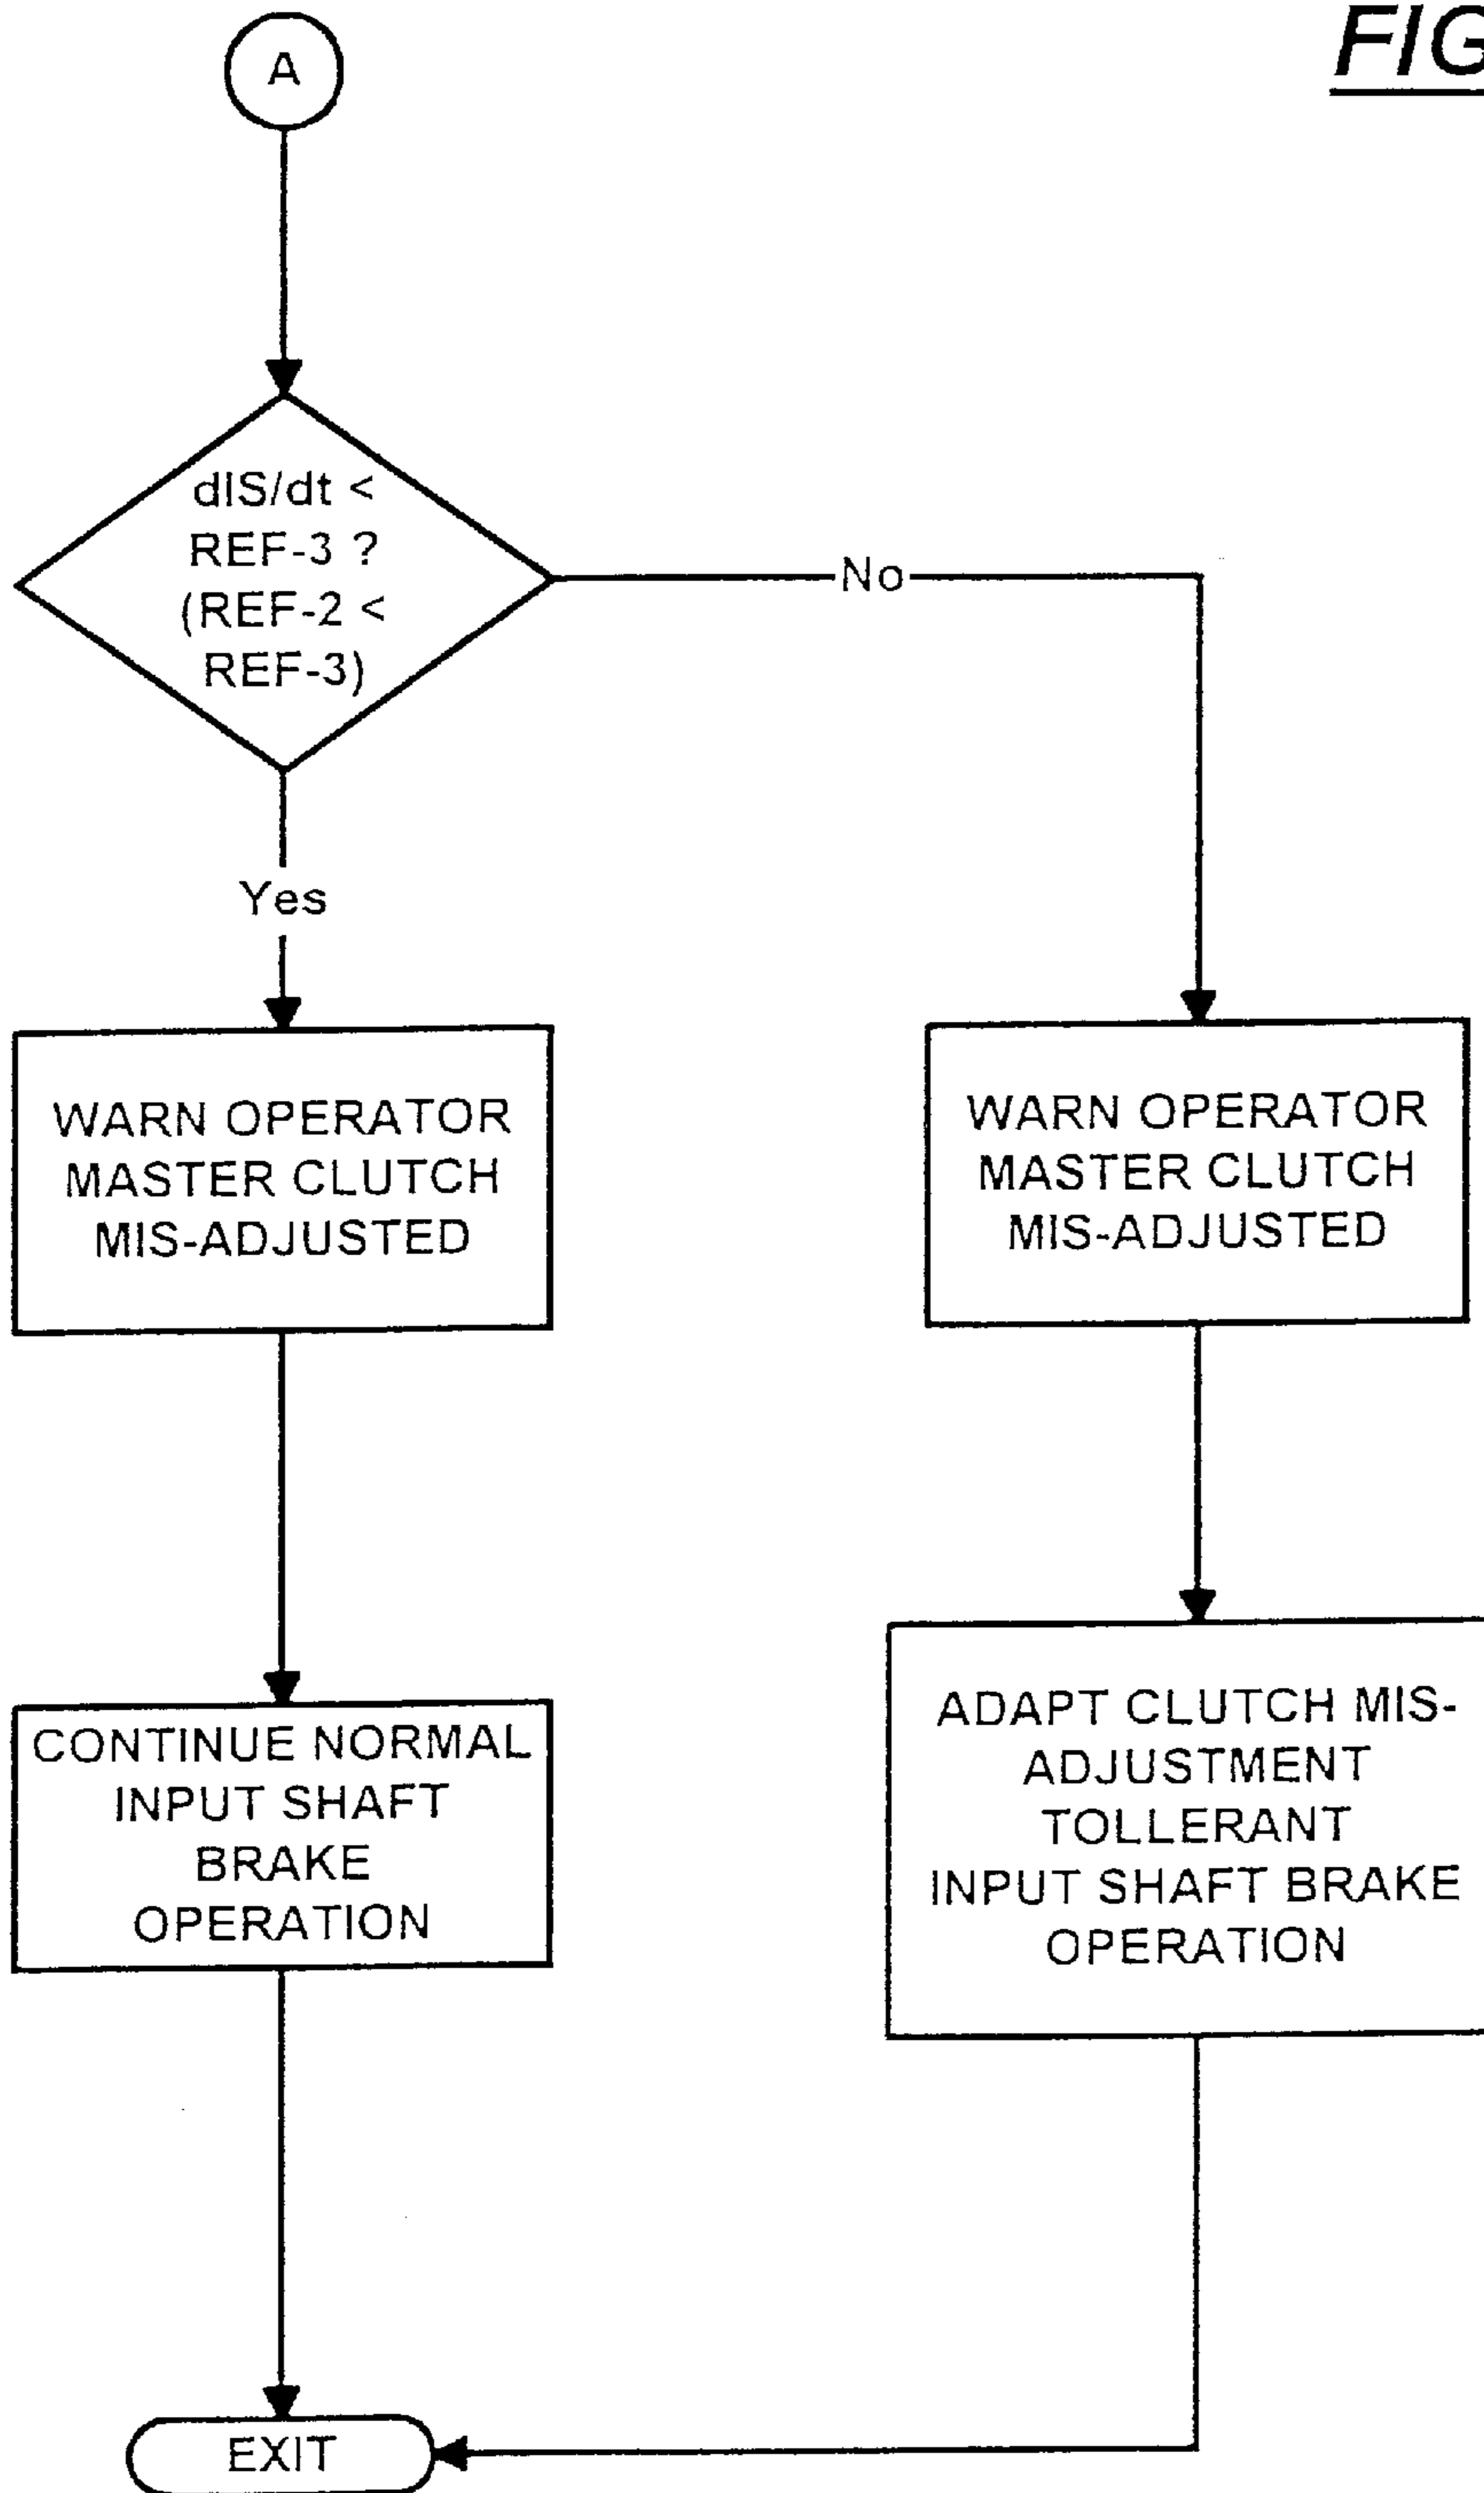 A
FIG
dIS/dt <
REF-3 ?
(REF-2 <
REF-3)
No
Yes
WARN OPERATOR
MASTER CLUTCH
MIS-ADJUSTED
WARN OPERATOR
MASTER CLUTCH
MIS-ADJUSTED
CONTINUE NORMAL
INPUT SHAFT
BRAKE
OPERATION
ADAPT CLUTCH MIS-
ADJUSTMENT
TOLLERANT
INPUT SHAFT BRAKE
OPERATION
EXIT